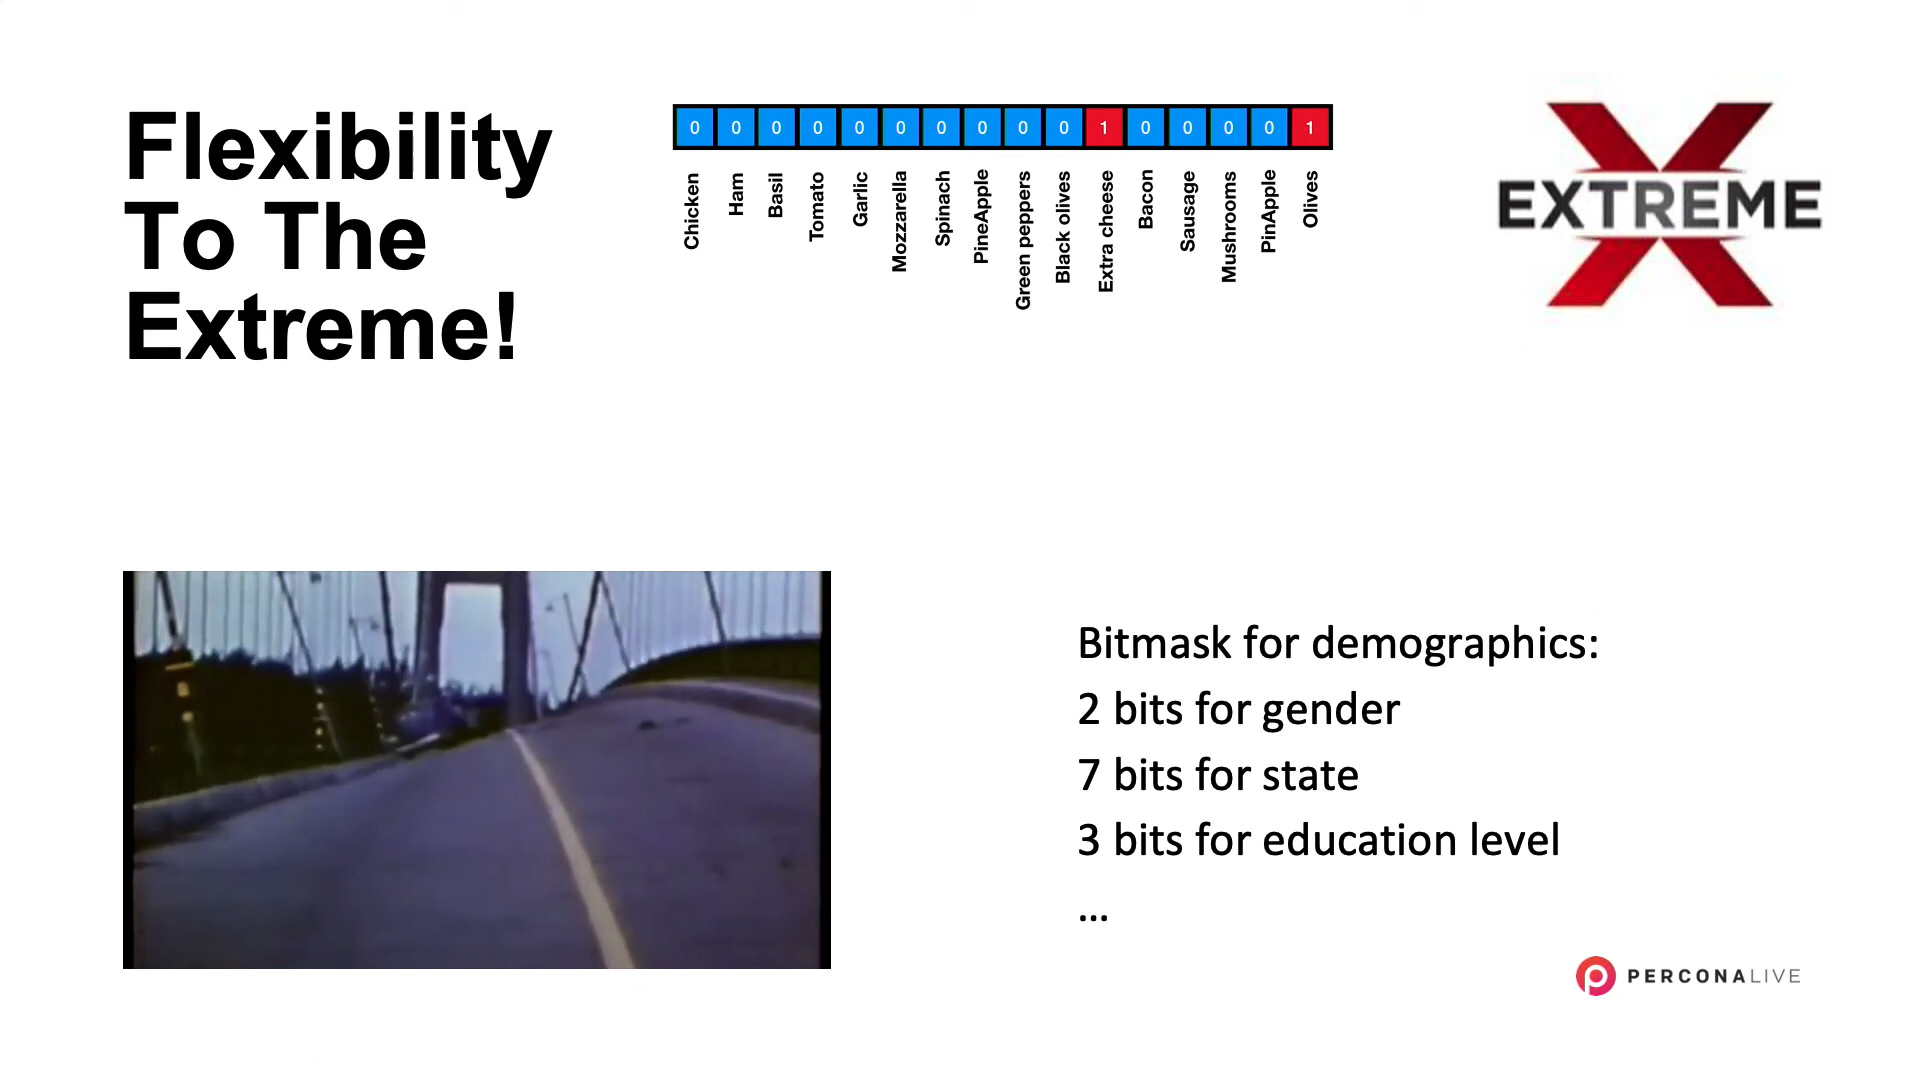 Flexibility
To The
Extreme!
0 0 0 0 0 0 0 0 0 0 1 0 0 0 0 1
Chicken
Ham
Basil
Tomato
Garlic
Mozzarella
Spinach
PineApple
Green peppers
Black olives
Extra cheese
Bacon
Sausage
Mushrooms
PinApple
Olives
EXTREME
Bitmask for demographics:
2 bits for gender
7 bits for state
3 bits for education level
...
PERCONALIVE